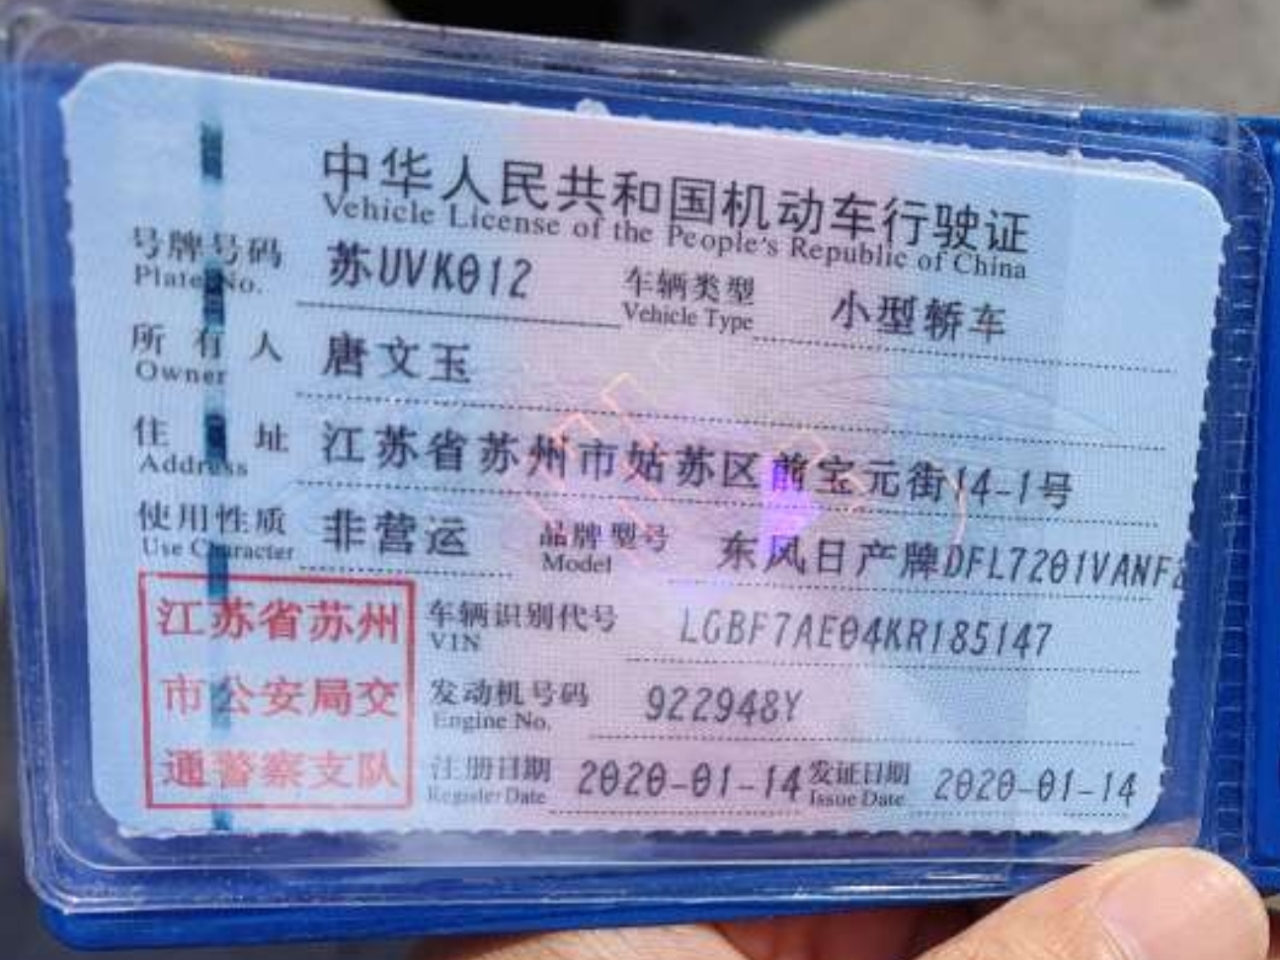 中华人民共和国机动车行驶证
Vehicle License of the People's Republic of China
号牌号码 苏UVK012 车辆类型 小型轿车
Plate No. Vehicle Type
所有人 唐文玉
Owner
住址 江苏省苏州市姑苏区前宝元街14-1号
Address
使用性质 非营运 品牌型号 东风日产牌DFL7201VANF2
Use Character Model
江苏省苏州
市公安局交
通警察支队
车辆识别代号 LGBF7AE04KR185147
VIN
发动机号码 922948Y
Engine No.
注册日期 2020-01-14 发证日期 2020-01-14
Register Date Issue Date